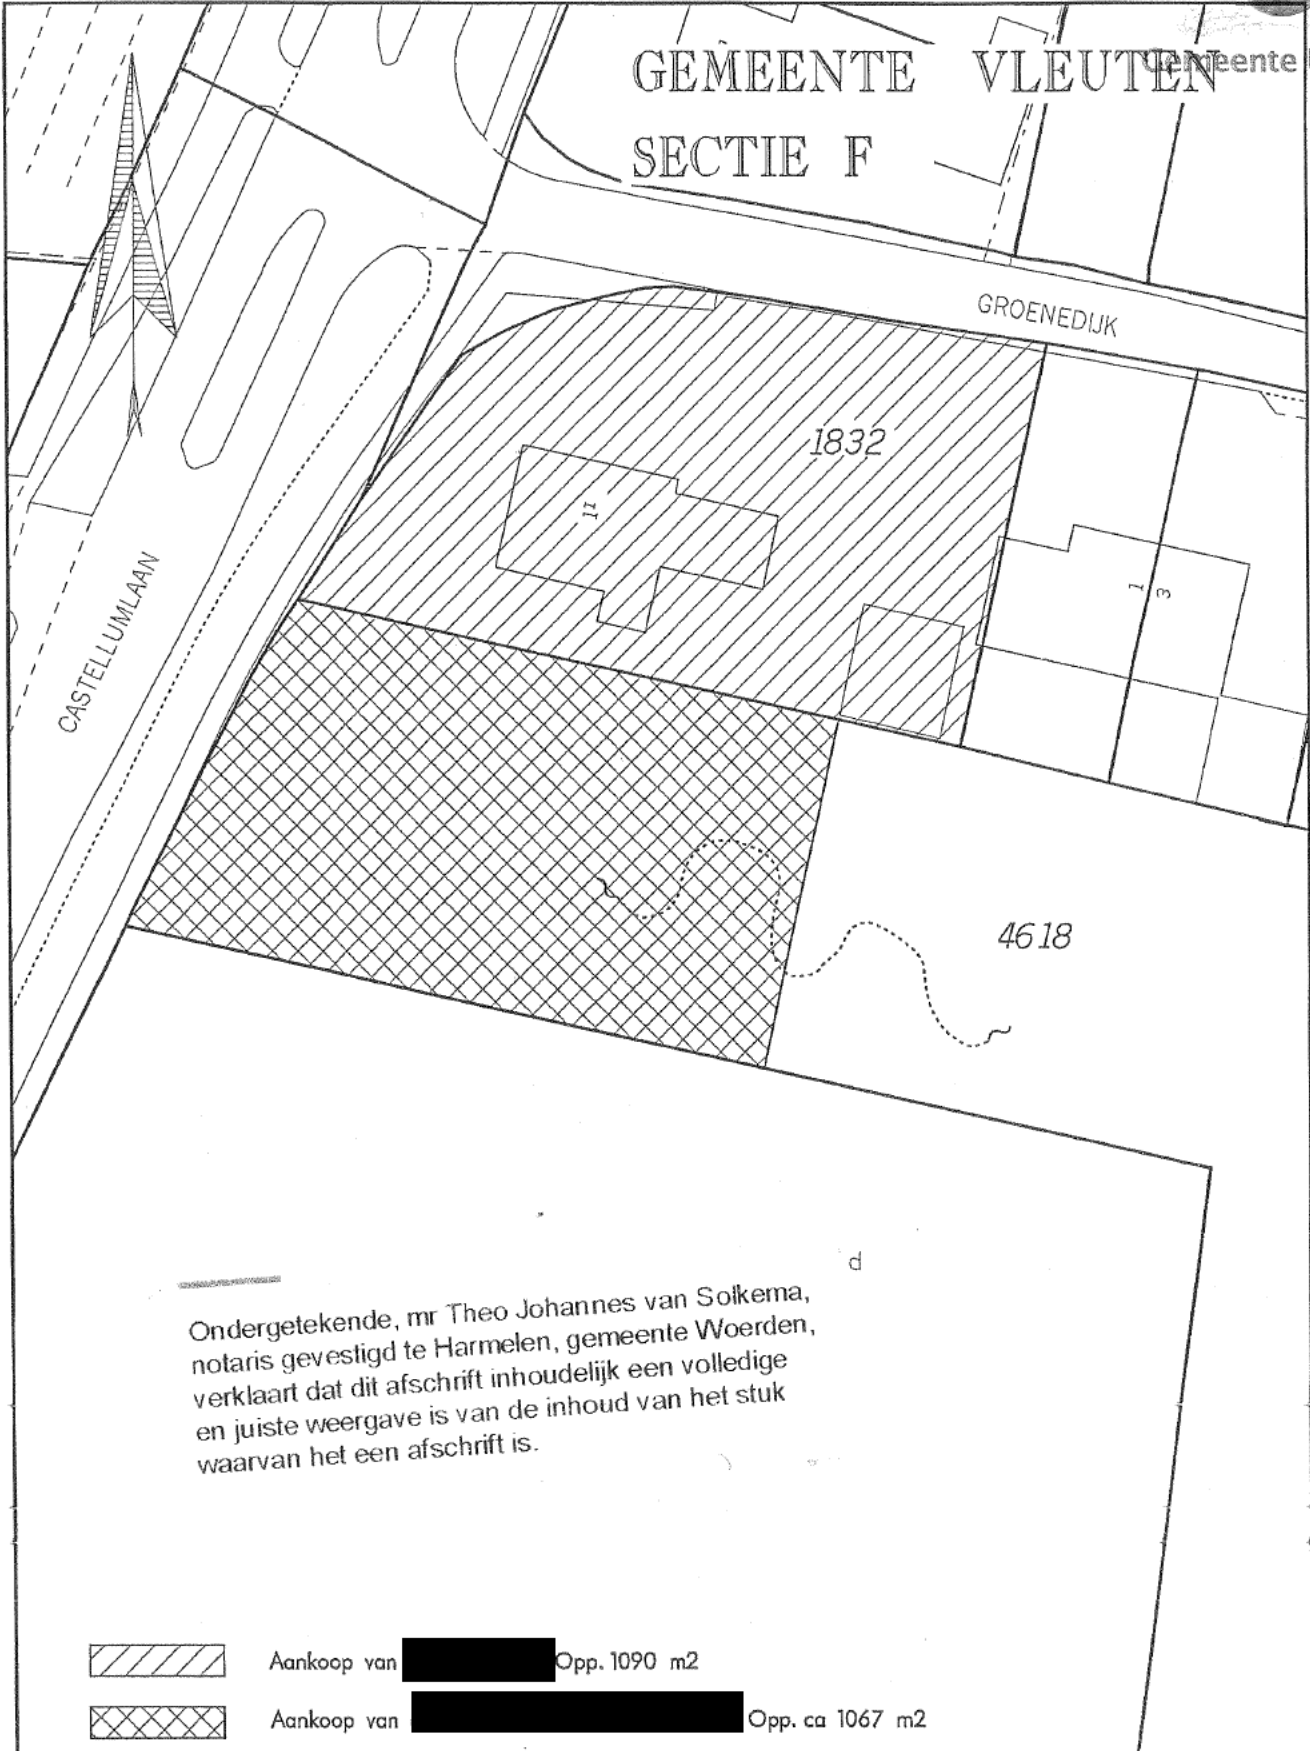 GEMEENTE VLEUTEN
Gemeente
SECTIE F
GROENEDIJK
1832
11
1
3
CASTELLUMLAAN
4618
d
Ondergetekende, mr Theo Johannes van Solkema,
notaris gevestigd te Harmelen, gemeente Woerden,
verklaart dat dit afschrift inhoudelijk een volledige
en juiste weergave is van de inhoud van het stuk
waarvan het een afschrift is.
Aankoop van Opp. 1090 m2
Aankoop van Opp. ca 1067 m2